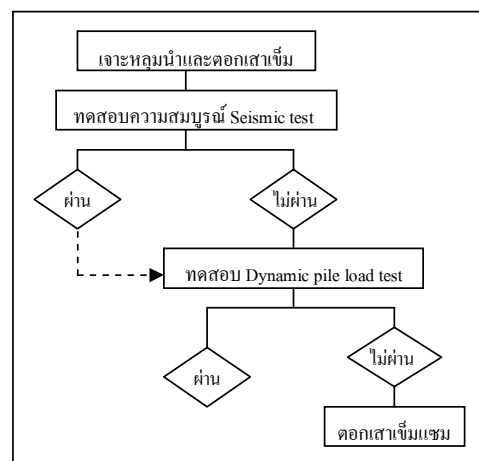 เจาะหลุมนำและตอกเสาเข็ม
ทดสอบความสมบูรณ์ Seismic test
ผ่าน
ไม่ผ่าน
ทดสอบ Dynamic pile load test
ผ่าน
ไม่ผ่าน
ตอกเสาเข็มแซม